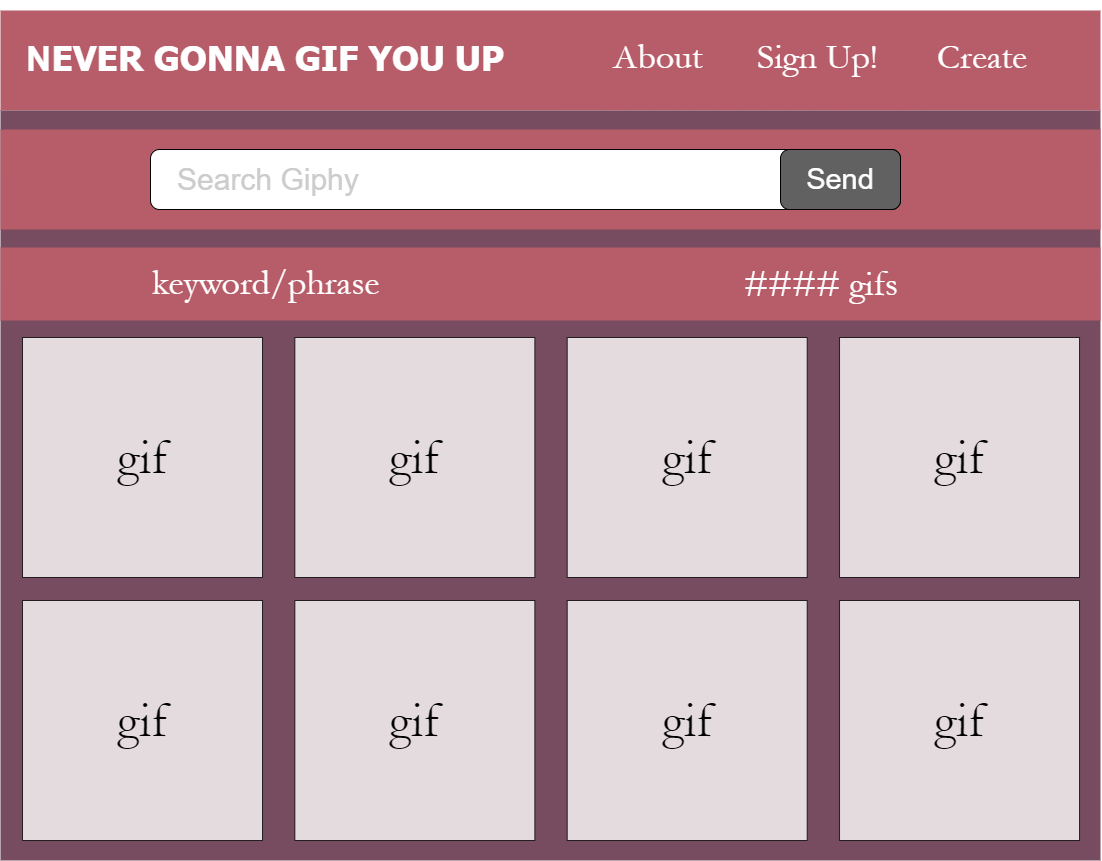 NEVER GONNA GIF YOU UP About Sign Up! Create
Search Giphy Send
keyword/phrase #### gifs
gif gif gif gif
gif gif gif gif